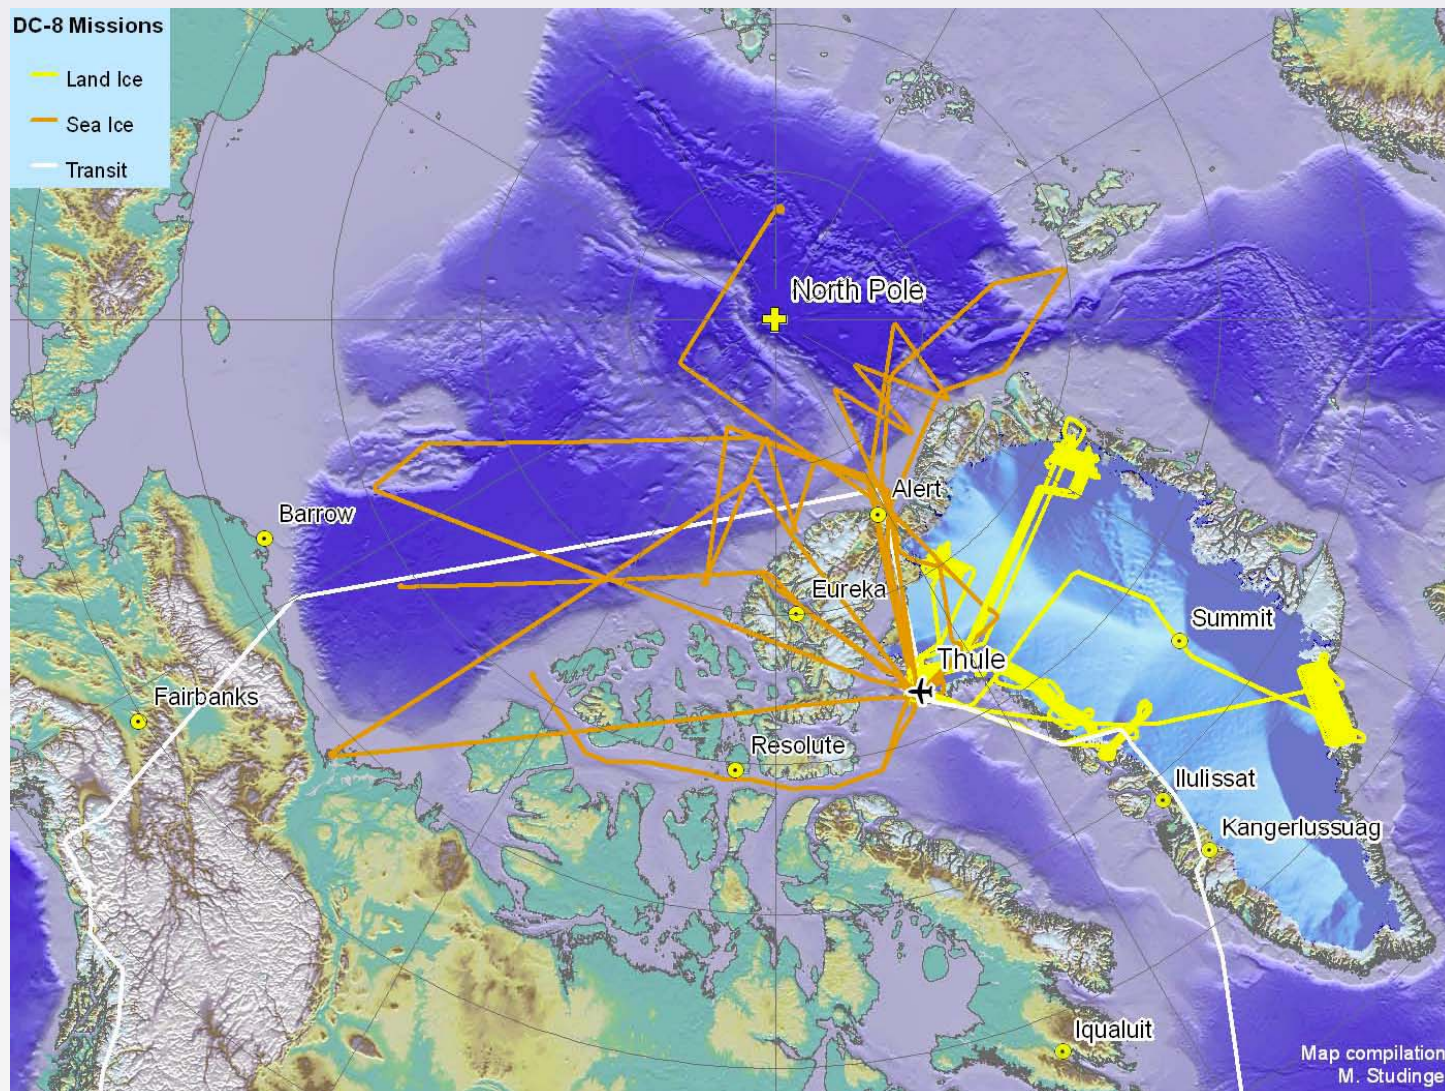 DC-8 Missions
Land Ice
Sea Ice
Transit
North Pole
Alert
Barrow
Eureka
Summit
Thule
Fairbanks
Resolute
Ilulissat
Kangerlussuag
Iqualuit
Map compilation
M. Studinge